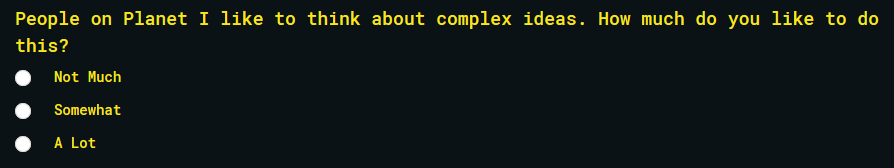 People on Planet I like to think about complex ideas. How much do you like to do
this?
Not Much
Somewhat
A Lot